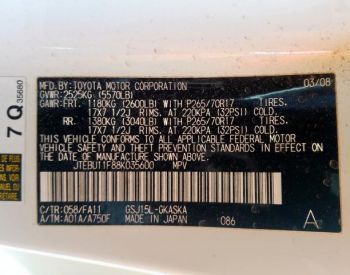 MFD.BY:TOYOTA MOTOR CORPORATION 03/08
GVWR:2525KG (5570LB)
GAWR:FRT. 1180KG (2600LB) WITH P265/70R17 TIRES.
17X7 1/2J RIMS, AT 220KPA (32PSI) COLD.
RR. 1380KG (3040LB) WITH P265/70R17 TIRES.
17X7 1/2J RIMS, AT 220KPA (32PSI) COLD.
THIS VEHICLE CONFORMS TO ALL APPLICABLE FEDERAL MOTOR
VEHICLE SAFETY AND THEFT PREVENTION STANDARDS IN EFFECT
ON THE DATE OF MANUFACTURE SHOWN ABOVE.
JTEBU11F88K035600 MPV
C/TR:058/FA11 GSJ15L-GKASKA
A/TM:A01A/A750F MADE IN JAPAN 086 A
7 Q 35680
DE PLUS